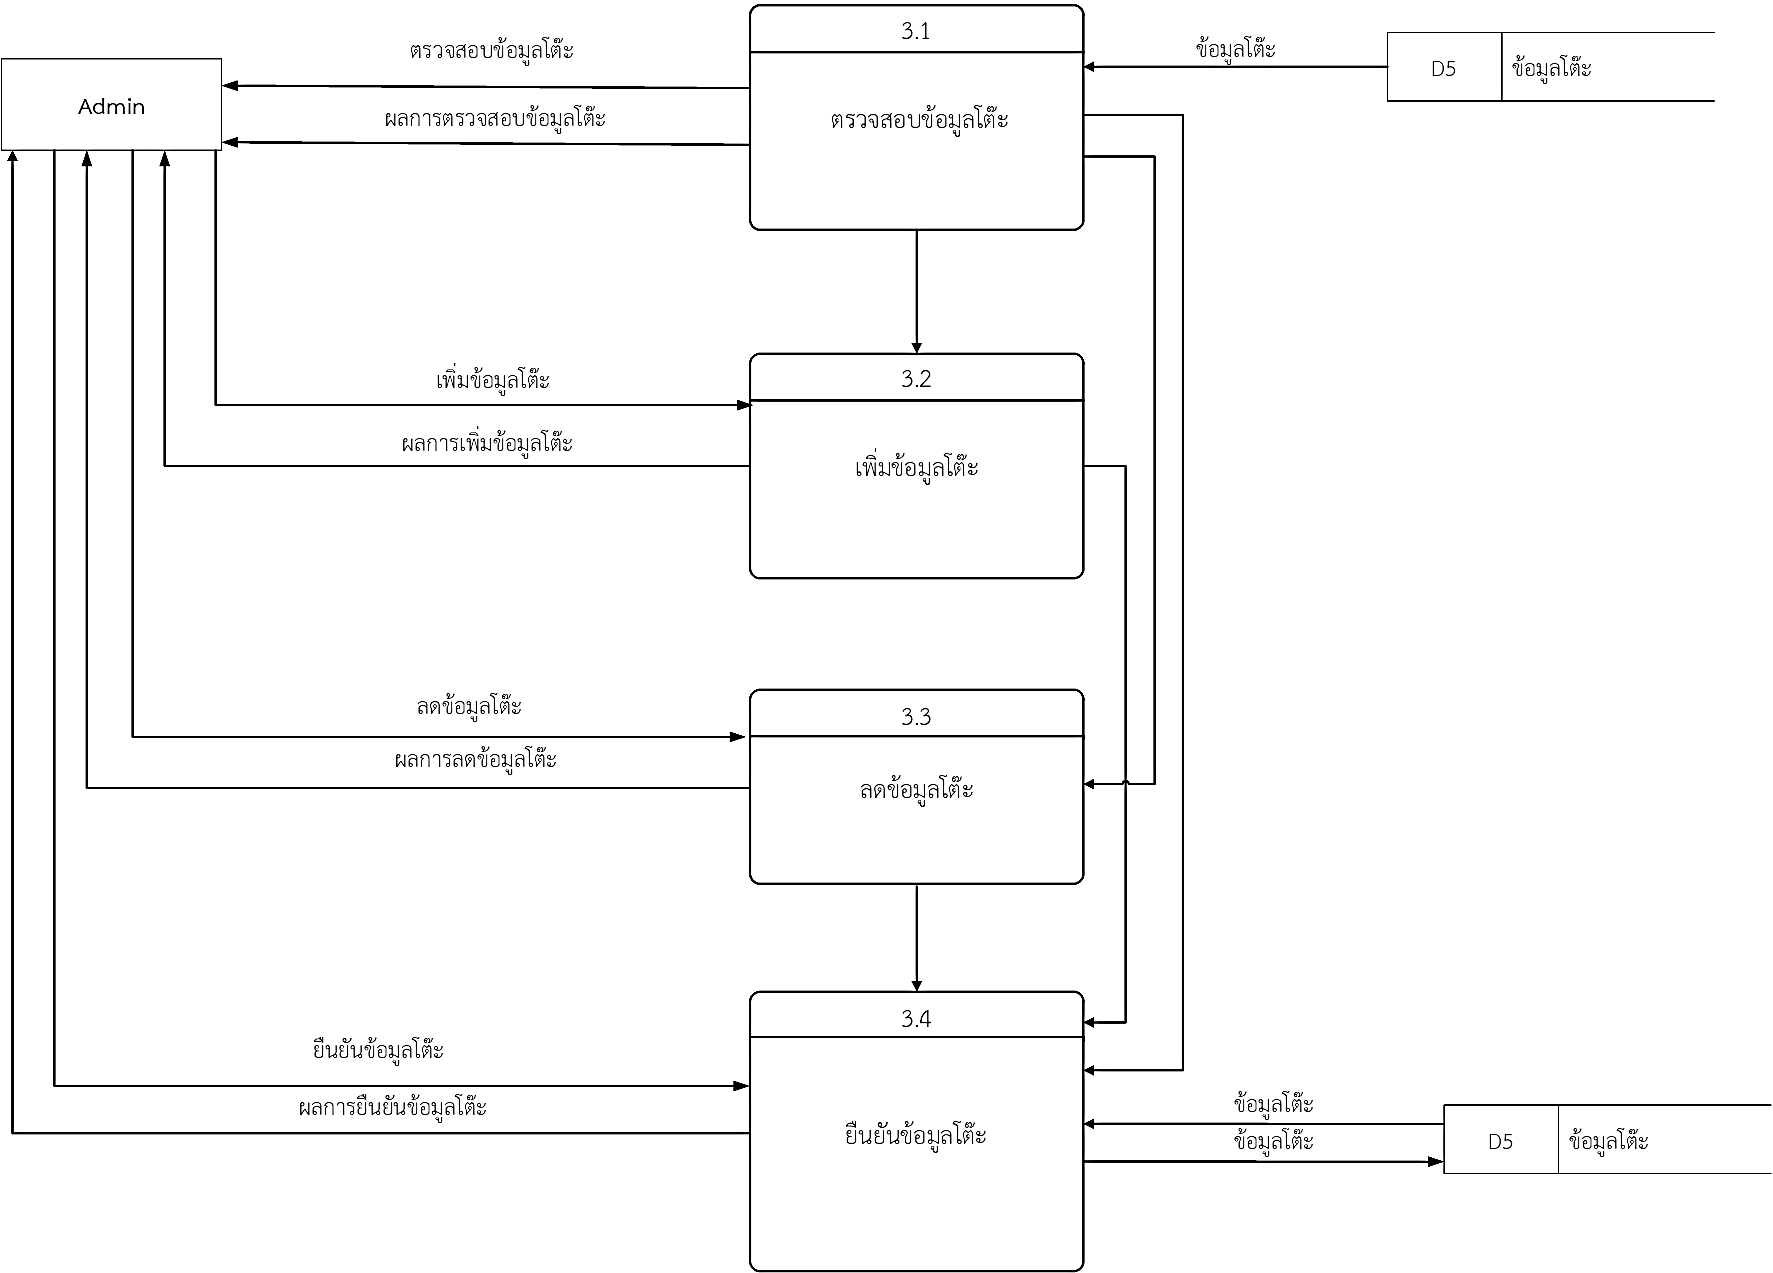 3.1
ตรวจสอบข้อมูลโต๊ะ
ข้อมูลโต๊ะ
D5
ข้อมูลโต๊ะ
Admin
ผลการตรวจสอบข้อมูลโต๊ะ
ตรวจสอบข้อมูลโต๊ะ
3.2
เพิ่มข้อมูลโต๊ะ
ผลการเพิ่มข้อมูลโต๊ะ
เพิ่มข้อมูลโต๊ะ
3.3
ลดข้อมูลโต๊ะ
ผลการลดข้อมูลโต๊ะ
ลดข้อมูลโต๊ะ
3.4
ยืนยันข้อมูลโต๊ะ
ผลการยืนยันข้อมูลโต๊ะ
ยืนยันข้อมูลโต๊ะ
ข้อมูลโต๊ะ
ข้อมูลโต๊ะ
D5
ข้อมูลโต๊ะ